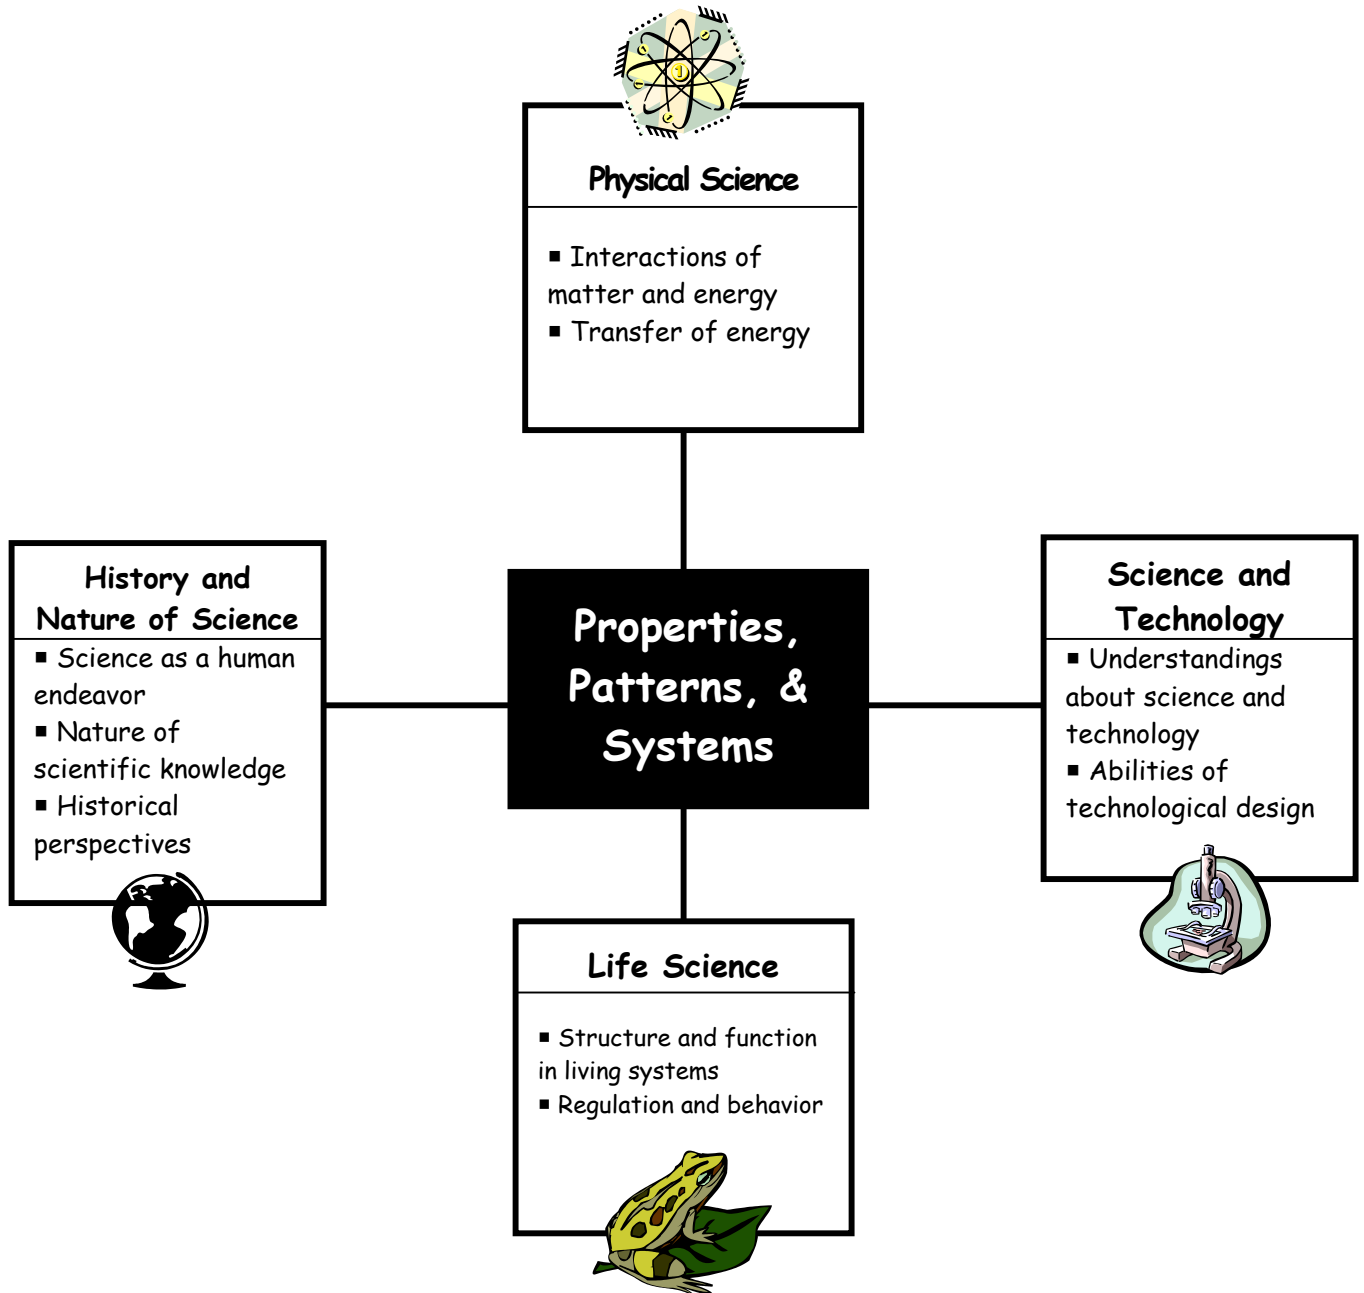 Physical Science
▪ Interactions of
matter and energy
▪ Transfer of energy
History and
Nature of Science
▪ Science as a human
endeavor
▪ Nature of
scientific knowledge
▪ Historical
perspectives
Properties,
Patterns, &
Systems
Science and
Technology
▪ Understandings
about science and
technology
▪ Abilities of
technological design
Life Science
▪ Structure and function
in living systems
▪ Regulation and behavior